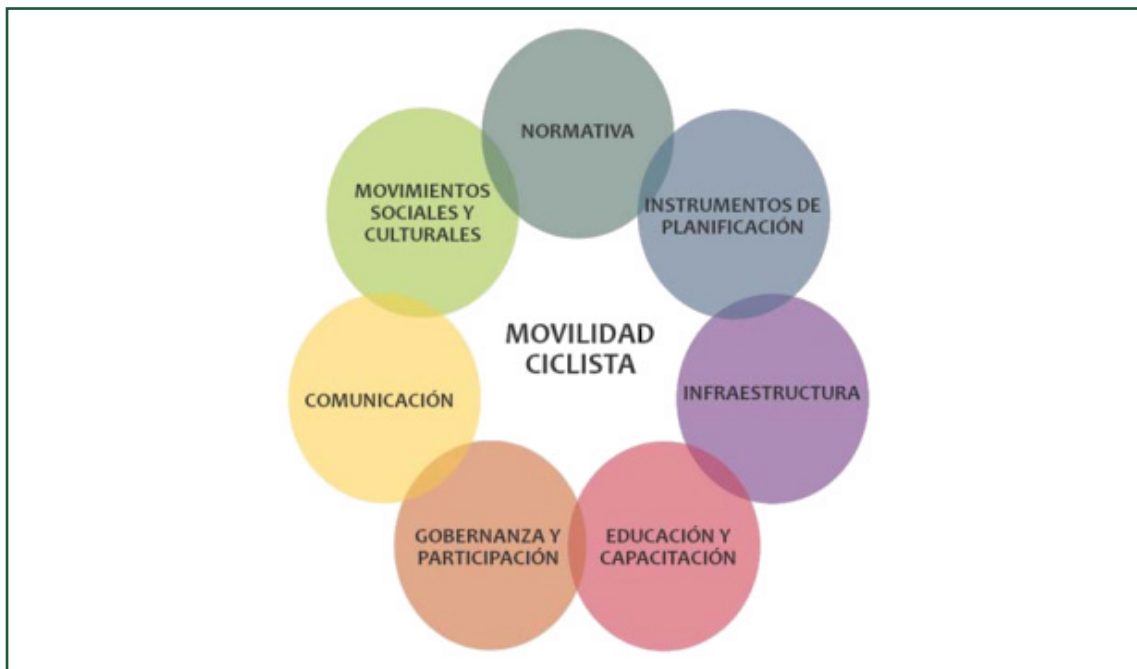 NORMATIVA
INSTRUMENTOS DE
PLANIFICACIÓN
INFRAESTRUCTURA
EDUCACIÓN Y
CAPACITACIÓN
GOBERNANZA Y
PARTICIPACIÓN
COMUNICACIÓN
MOVIMIENTOS
SOCIALES Y
CULTURALES
MOVILIDAD
CICLISTA